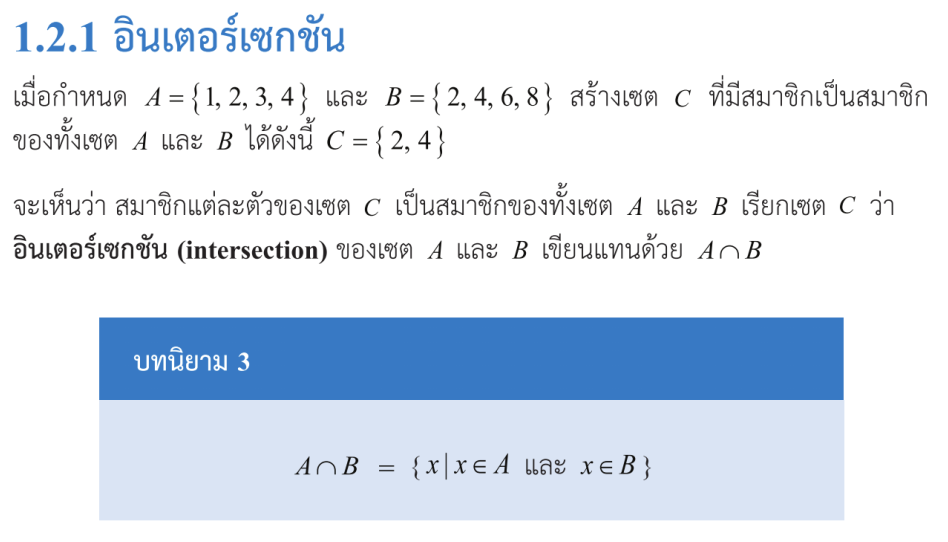 1.2.1 อินเตอร์เซกชัน
เมื่อกำหนด A = {1, 2, 3, 4} และ B = {2, 4, 6, 8} สร้างเซต C ที่มีสมาชิกเป็นสมาชิก
ของทั้งเซต A และ B ได้ดังนี้ C = {2, 4}
จะเห็นว่า สมาชิกแต่ละตัวของเซต C เป็นสมาชิกของทั้งเซต A และ B เรียกเซต C ว่า
อินเตอร์เซกชัน (intersection) ของเซต A และ B เขียนแทนด้วย A ∩ B
บทนิยาม 3
A ∩ B = { x | x ∈ A และ x ∈ B }